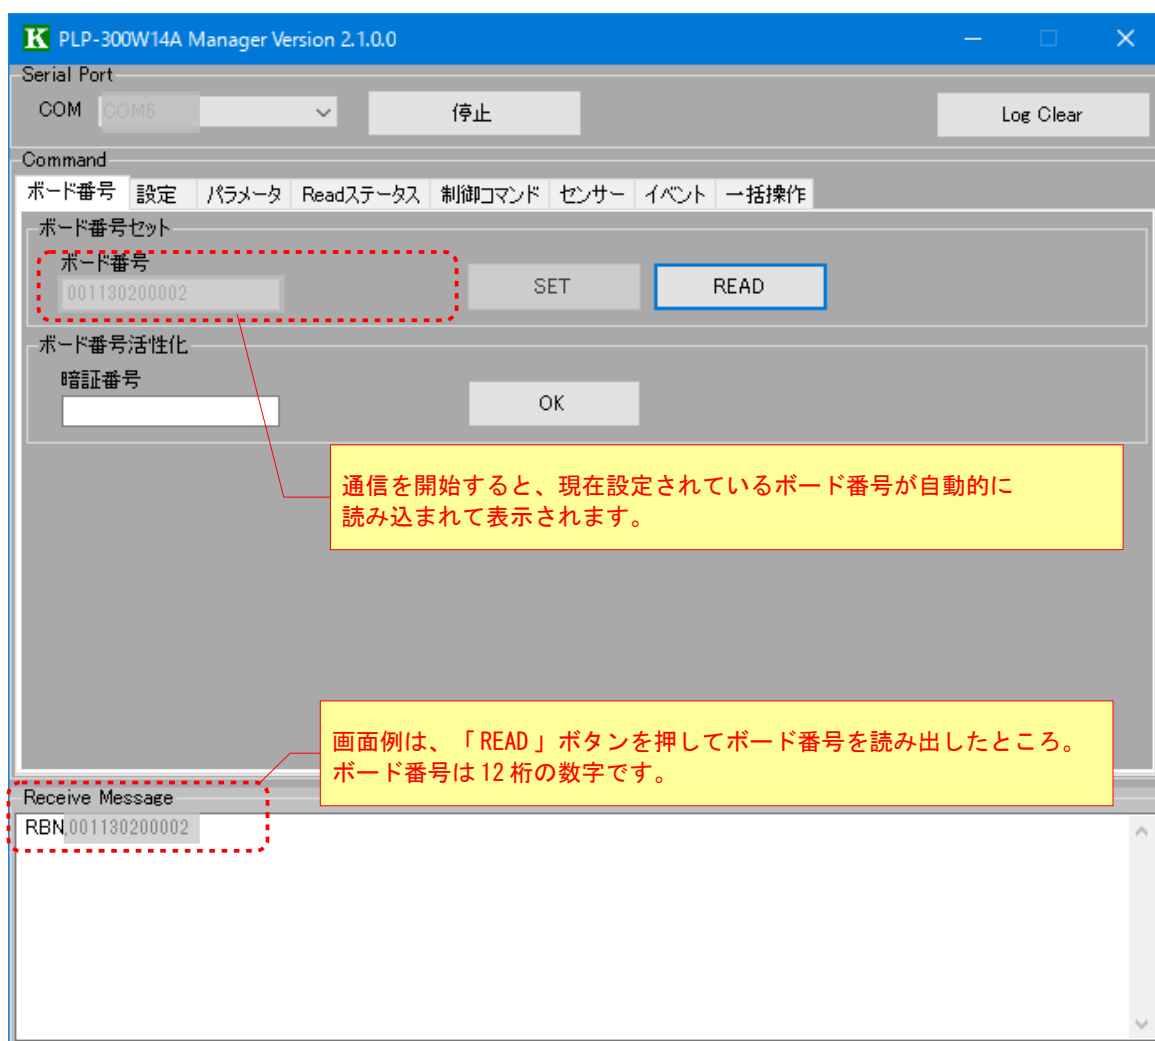 PLP-300W14A Manager Version 2.1.0.0
Serial Port
COM COM6 停止 Log Clear
Command
ボード番号 設定 パラメータ Readステータス 制御コマンド センサー イベント 一括操作
ボード番号セット
ボード番号
001130200002 SET READ
ボード番号活性化
暗証番号
OK
通信を開始すると、現在設定されているボード番号が自動的に
読み込まれて表示されます。
画面例は、「READ」ボタンを押してボード番号を読み出したところ。
ボード番号は12桁の数字です。
Receive Message
RBN,001130200002